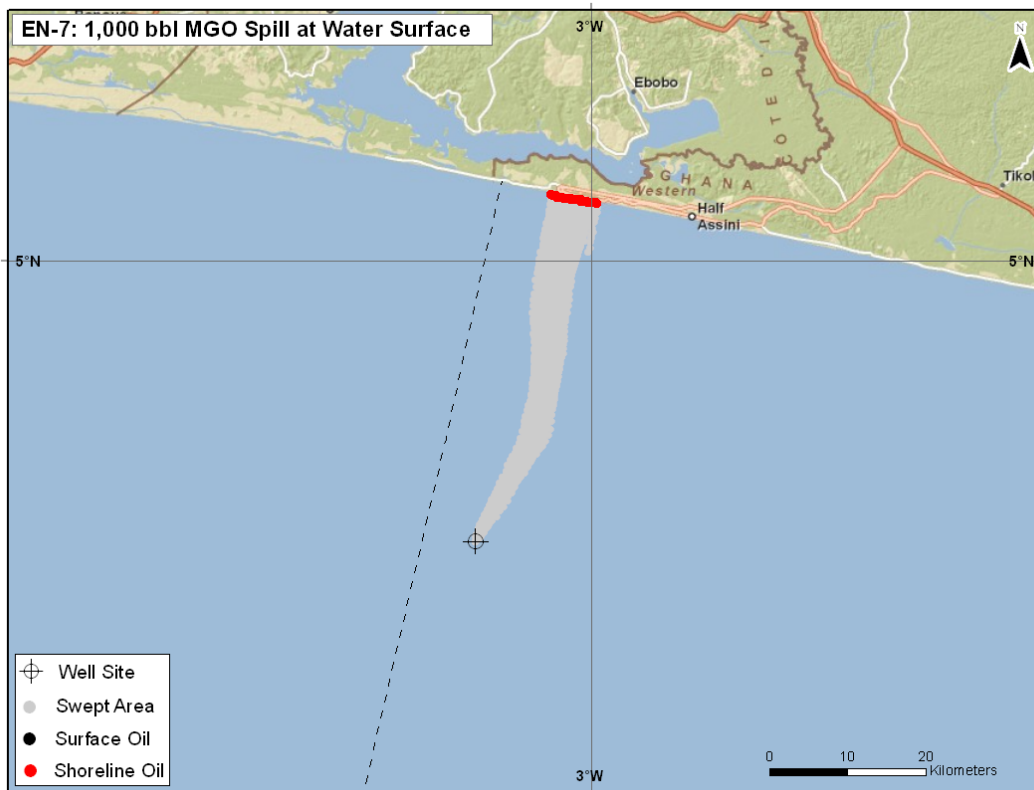 EN-7: 1,000 bbl MGO Spill at Water Surface
3°W
N
Ebobo
COTE D'I
GHANA
Western
Tikol
Half
Assini
5°N
5°N
Well Site
Swept Area
Surface Oil
Shoreline Oil
3°W
0 10 20
Kilometers